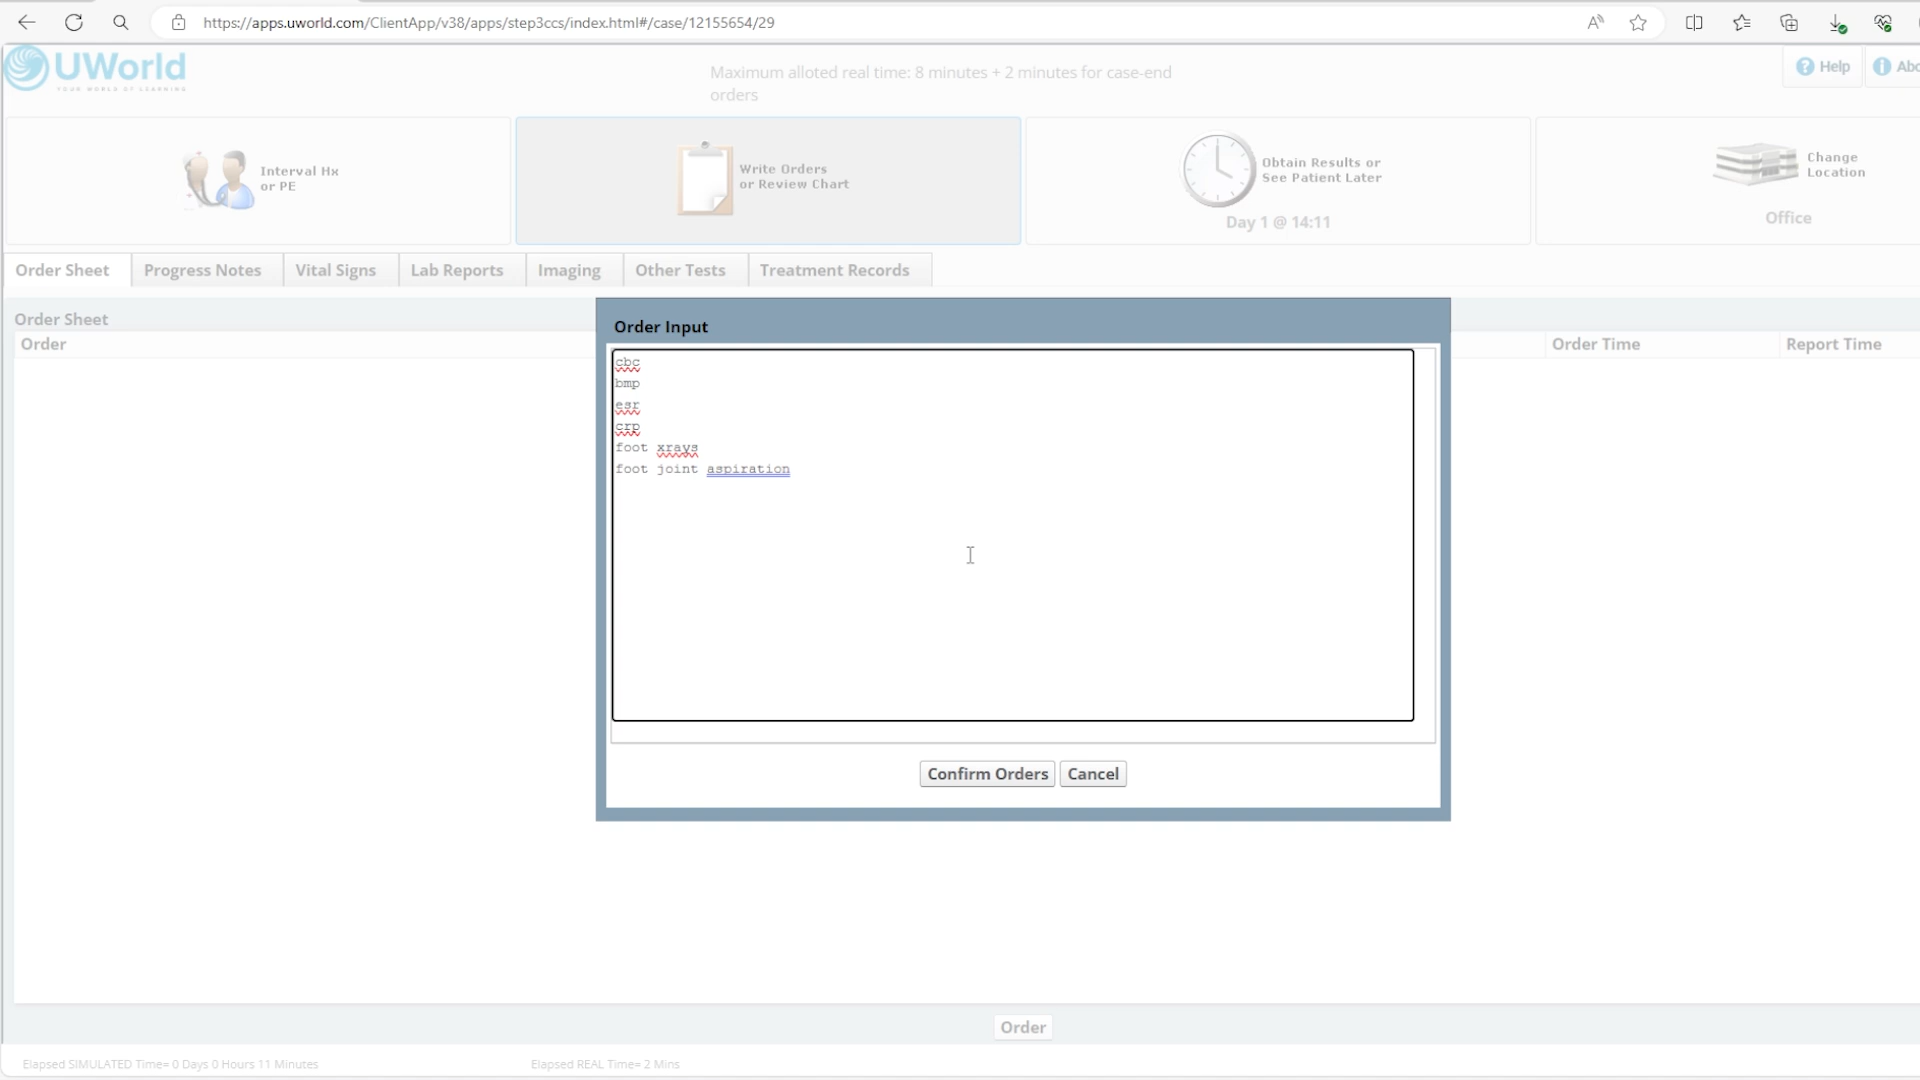 https://apps.uworld.com/ClientApp/v38/apps/step3ccs/index.html#/case/12155654/29
UWorld
YOUR WORLD OF LEARNING
Maximum alloted real time: 8 minutes + 2 minutes for case-end
orders
Help
Abo
Interval Hx
or PE
Write Orders
or Review Chart
Obtain Results or
See Patient Later
Day 1 @ 14:11
Change
Location
Office
Order Sheet
Progress Notes
Vital Signs
Lab Reports
Imaging
Other Tests
Treatment Records
Order Sheet
Order
Order Time
Report Time
Order Input
cbc
bmp
esr
crp
foot xrays
foot joint aspiration
Confirm Orders
Cancel
Order
Elapsed SIMULATED Time= 0 Days 0 Hours 11 Minutes
Elapsed REAL Time= 2 Mins